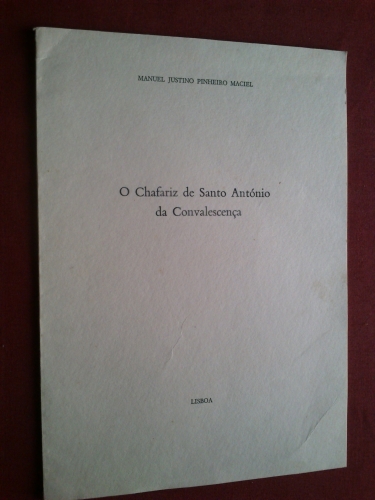 MANUEL JUSTINO PINHEIRO MACIEL
O Chafariz de Santo António
da Convalescença
LISBOA